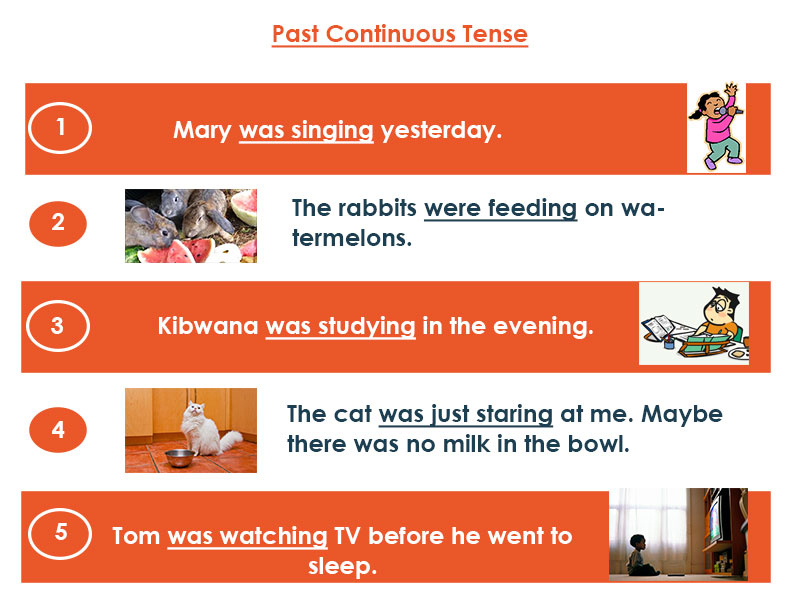 Past Continuous Tense
1
Mary was singing yesterday.
2
The rabbits were feeding on wa-
termelons.
3
Kibwana was studying in the evening.
4
The cat was just staring at me. Maybe
there was no milk in the bowl.
5
Tom was watching TV before he went to
sleep.